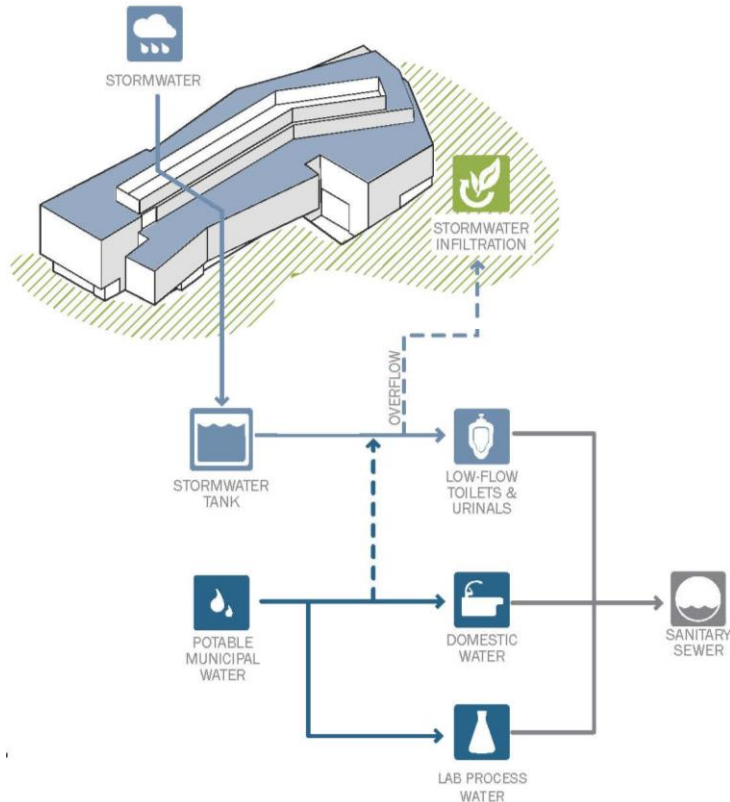 STORMWATER
STORMWATER
INFILTRATION
OVERFLOW
STORMWATER
TANK
LOW-FLOW
TOILETS &
URINALS
POTABLE
MUNICIPAL
WATER
DOMESTIC
WATER
SANITARY
SEWER
LAB PROCESS
WATER